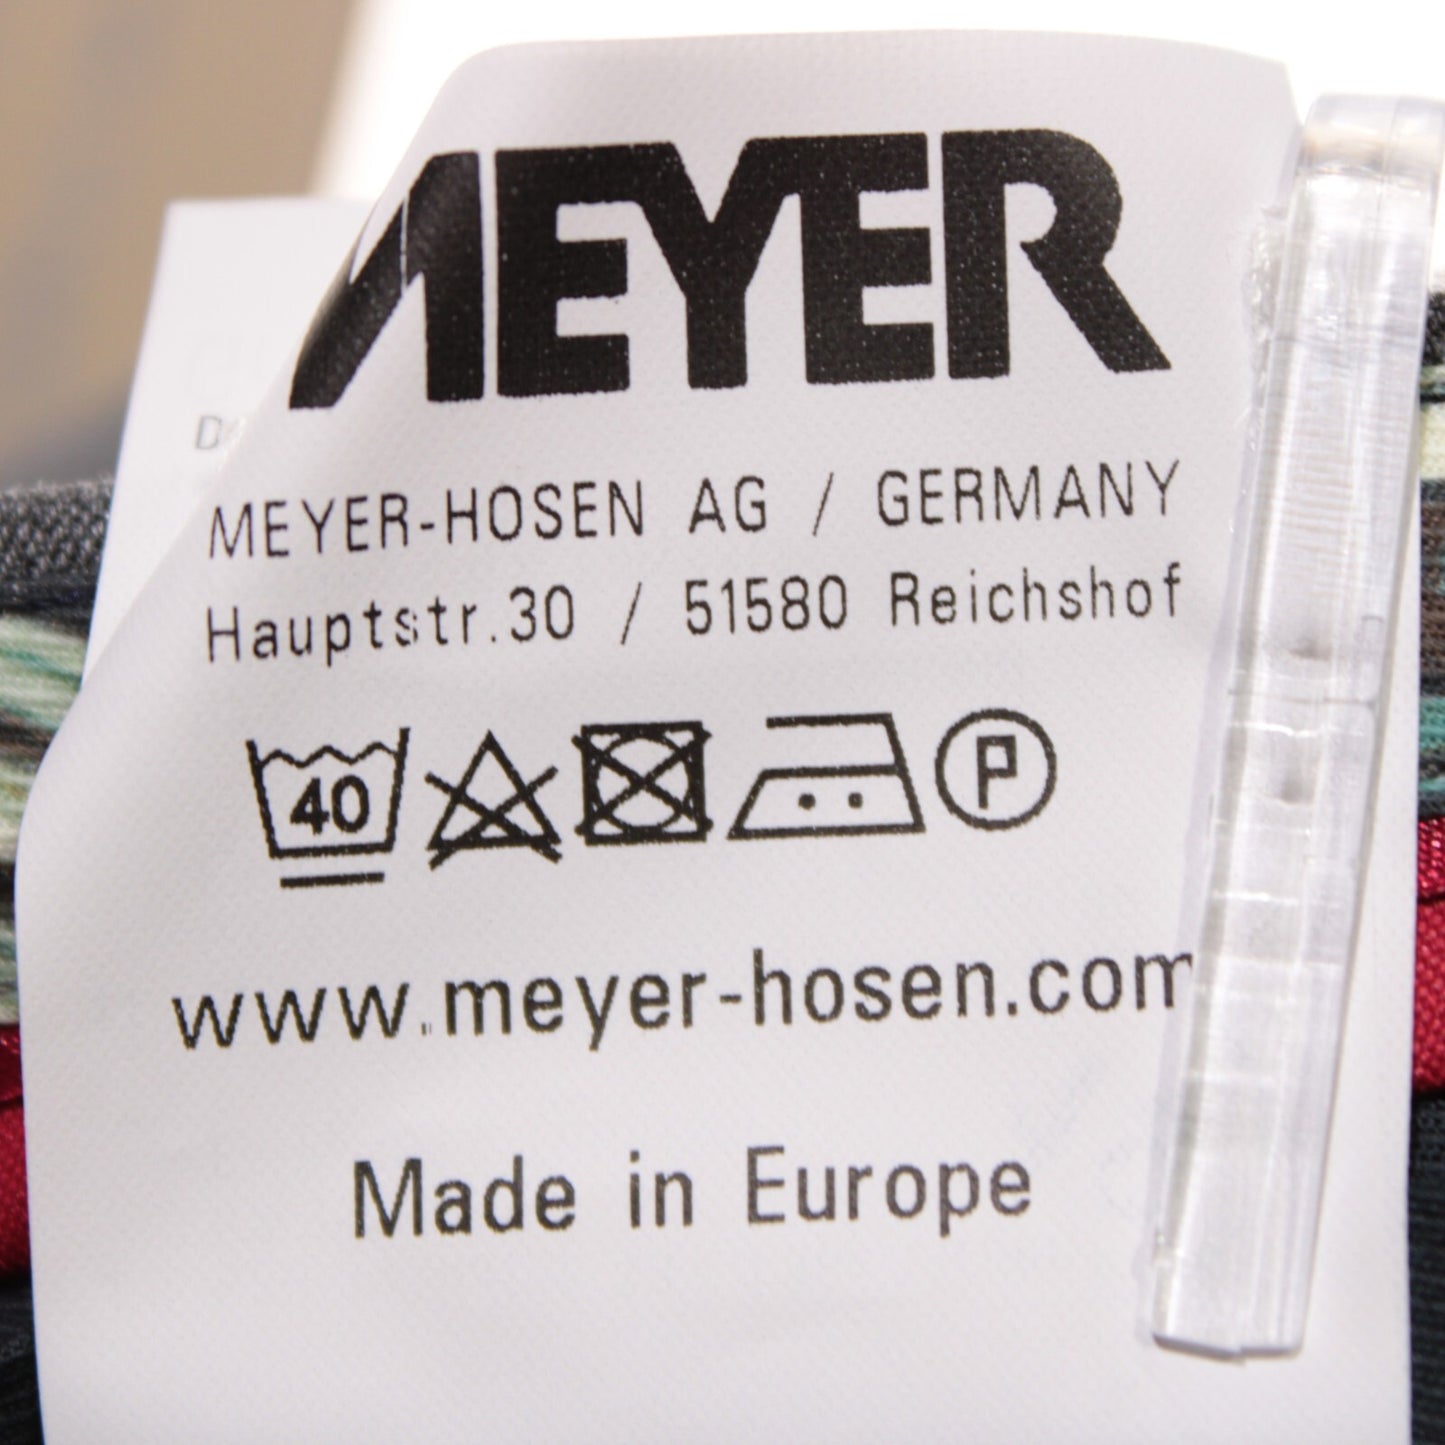 MEYER
MEYER-HOSEN AG / GERMANY
Hauptstr.30 / 51580 Reichshof
40
P
www.meyer-hosen.com
Made in Europe